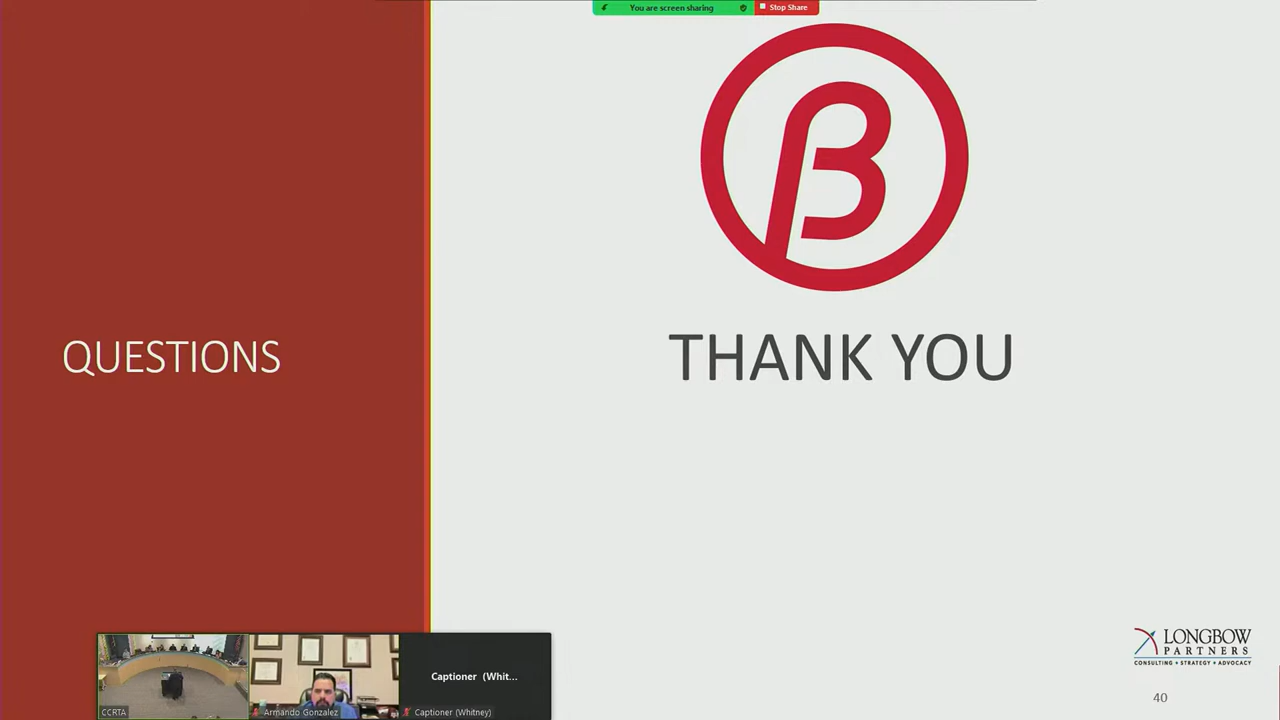 You are screen sharing
Stop Share
β
QUESTIONS
THANK YOU
LONGBOW
PARTNERS
CONSULTING • STRATEGY • ADVOCACY
40
Captioner (Whit...
CCRTA
Armando Gonzalez
Captioner (Whitney)